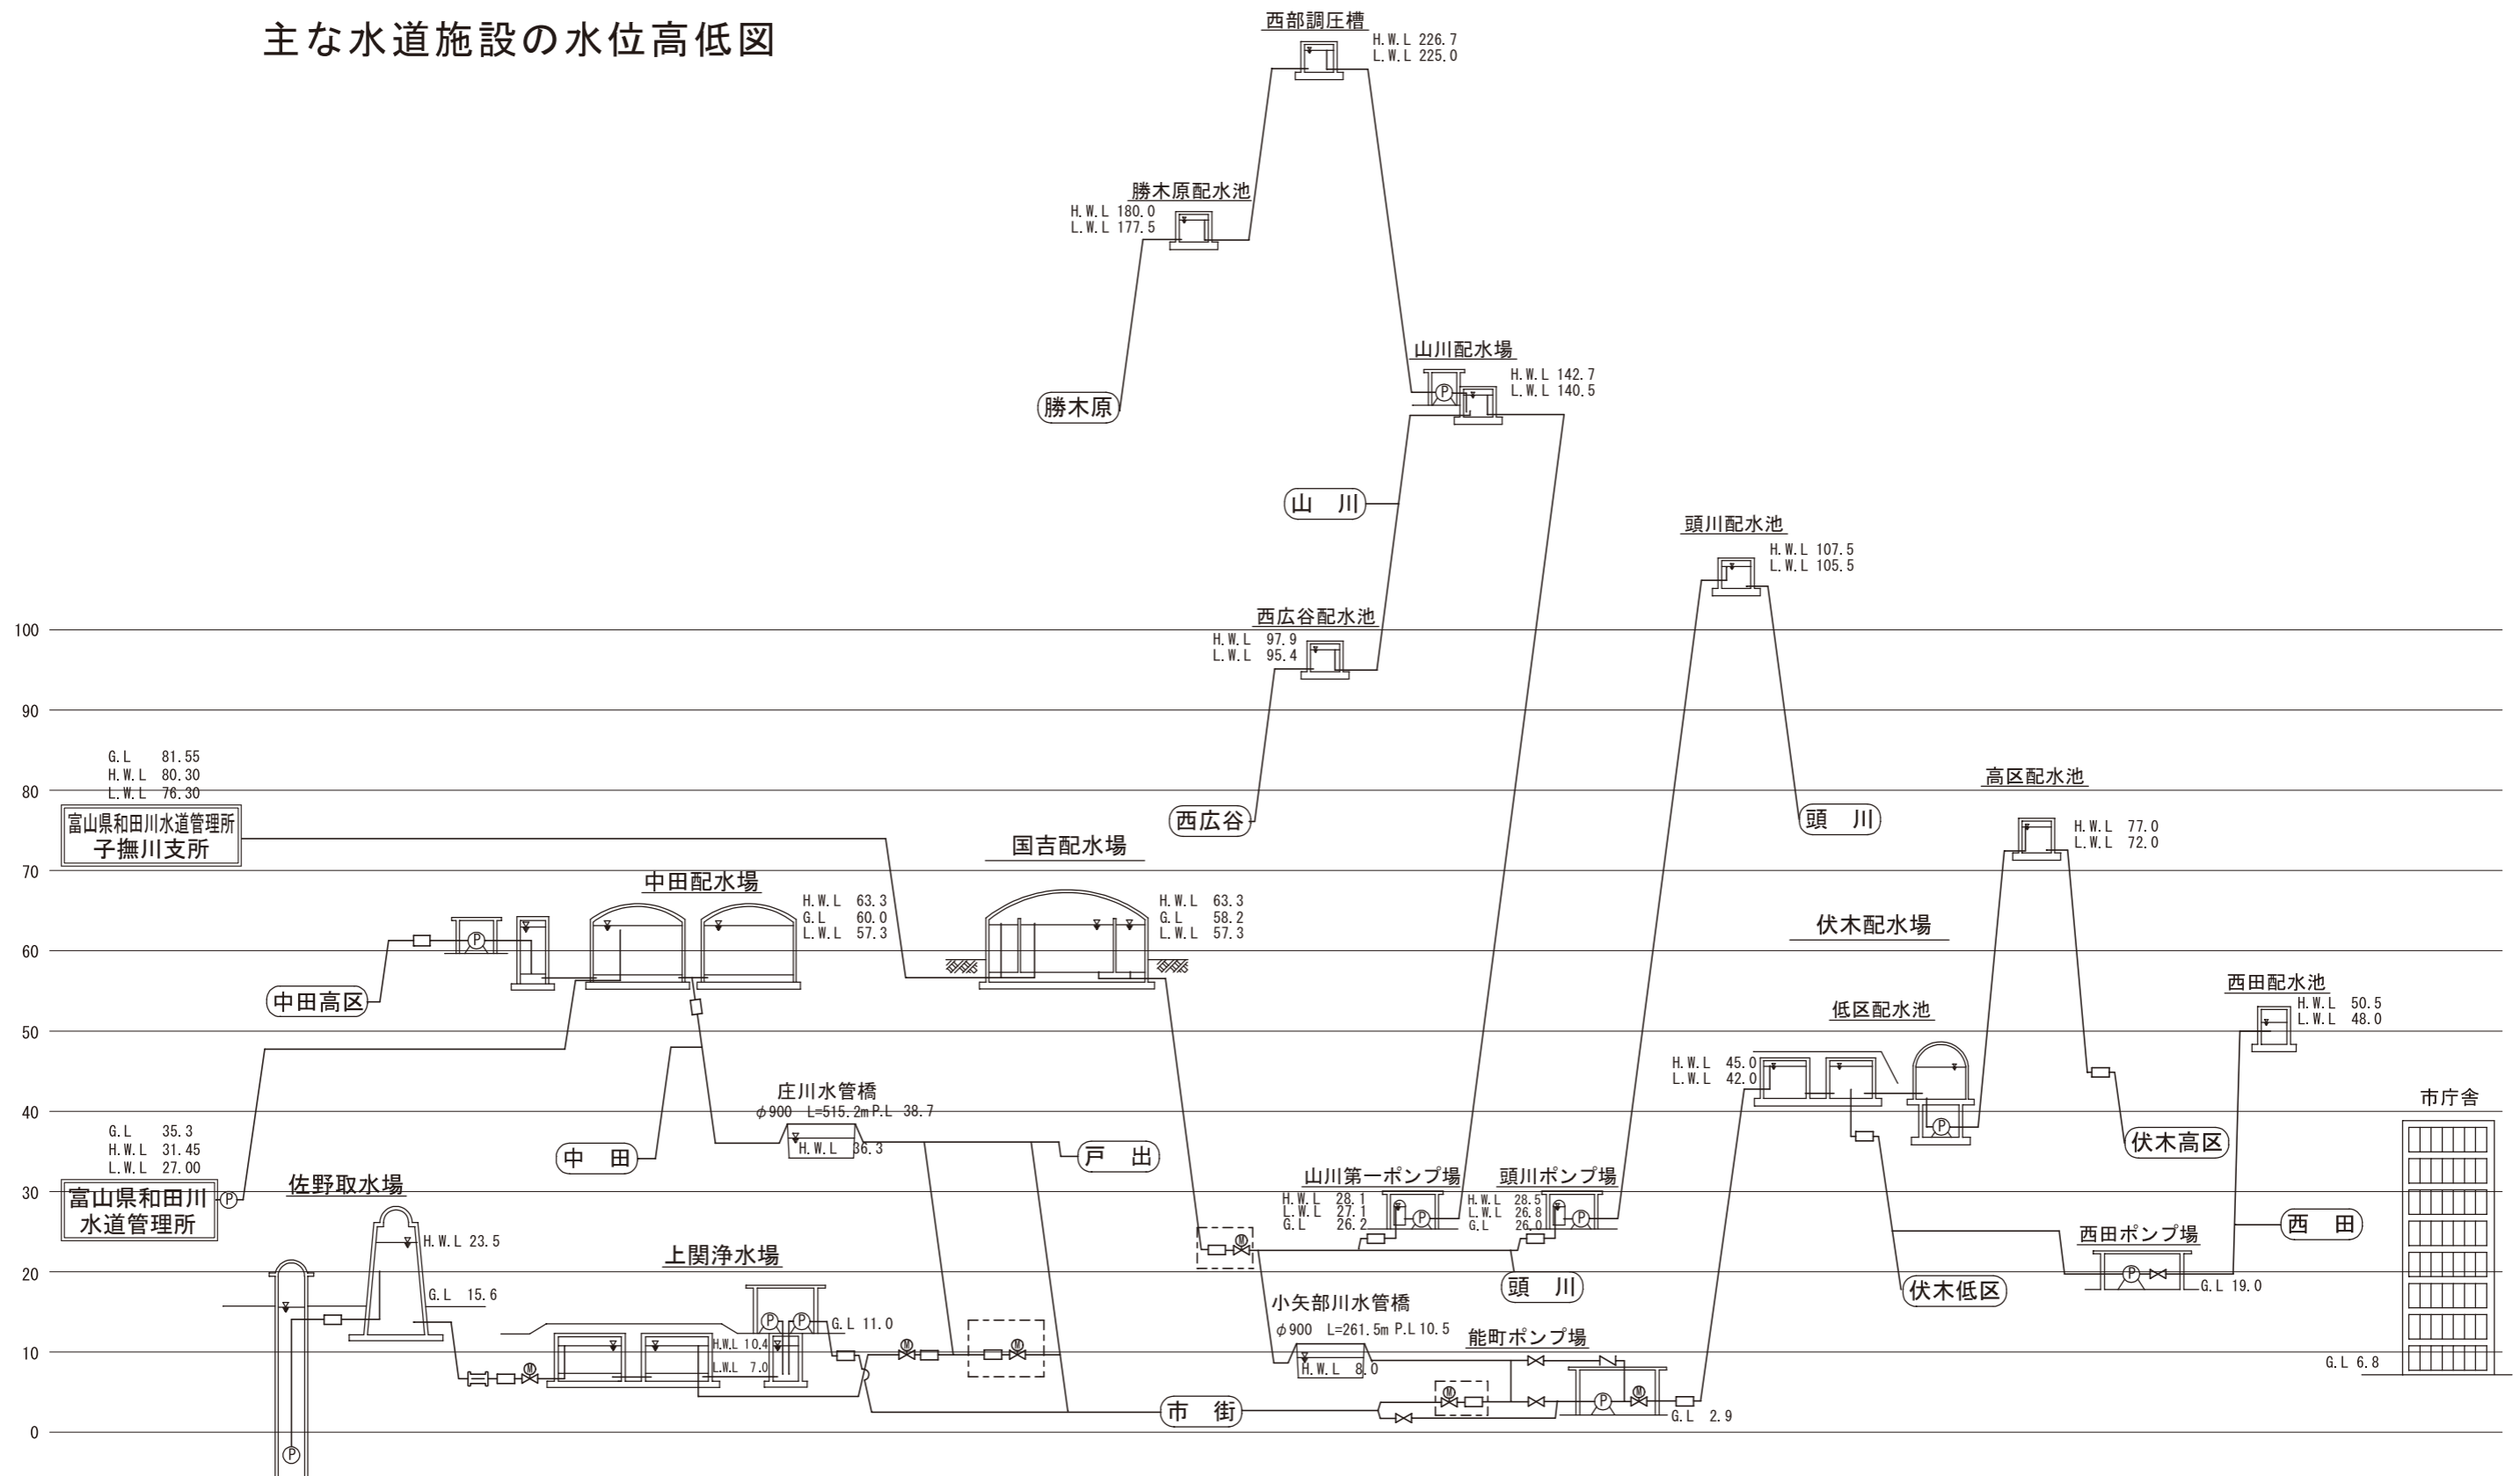 主な水道施設の水位高低図
西部調圧槽
H.W.L 226.7
L.W.L 225.0
勝木原配水池
H.W.L 180.0
L.W.L 177.5
勝木原
山川配水場
P
H.W.L 142.7
L.W.L 140.5
山　川
頭川配水池
H.W.L 107.5
L.W.L 105.5
頭　川
西広谷配水池
H.W.L 97.9
L.W.L 95.4
西広谷
100
90
80
70
60
50
40
30
20
10
0
G.L 81.55
H.W.L 80.30
L.W.L 76.30
富山県和田川水道管理所
子撫川支所
高区配水池
H.W.L 77.0
L.W.L 72.0
国吉配水場
H.W.L 63.3
G.L 58.2
L.W.L 57.3
中田配水場
H.W.L 63.3
G.L 60.0
L.W.L 57.3
P
中田高区
伏木配水場
低区配水池
H.W.L 45.0
L.W.L 42.0
P
伏木高区
西田配水池
H.W.L 50.5
L.W.L 48.0
市庁舎
G.L 6.8
庄川水管橋
φ900 L=515.2m P.L 38.7
H.W.L 36.3
中　田
戸　出
G.L 35.3
H.W.L 31.45
L.W.L 27.00
富山県和田川
水道管理所
P
佐野取水場
H.W.L 23.5
G.L 15.6
P
M
上関浄水場
H.W.L 10.4
L.W.L 7.0
P
P
G.L 11.0
M
M
山川第一ポンプ場
H.W.L 28.1
L.W.L 27.1
G.L 26.2
P
頭川ポンプ場
H.W.L 28.5
L.W.L 26.8
G.L 26.0
P
M
頭　川
西田ポンプ場
P
G.L 19.0
西　田
伏木低区
小矢部川水管橋
φ900 L=261.5m P.L 10.5
H.W.L 8.0
能町ポンプ場
M
P
M
G.L 2.9
市　街